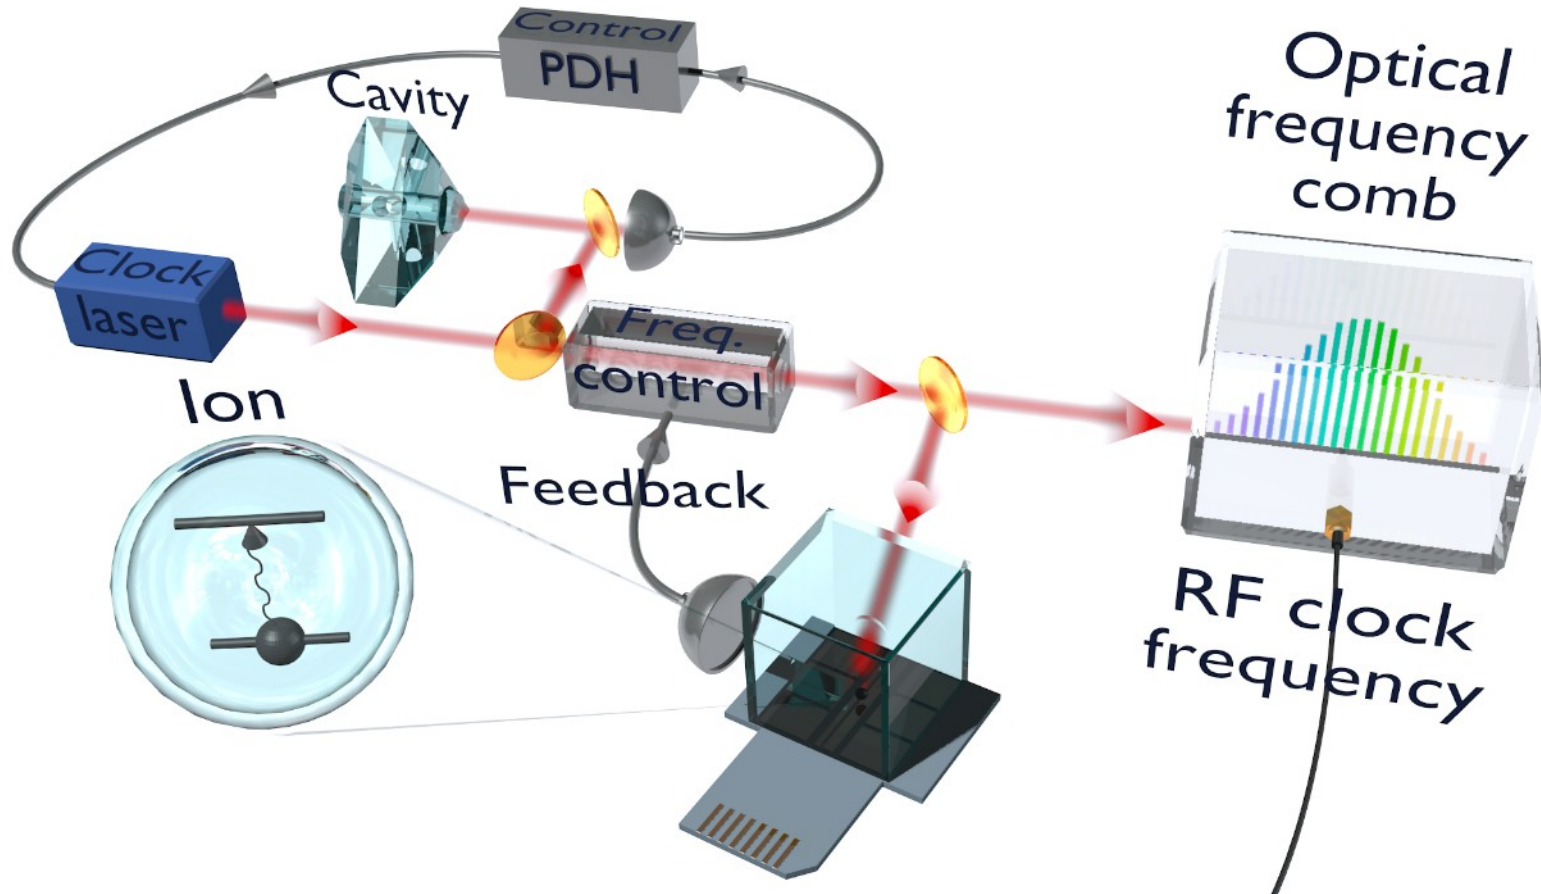 Control
PDH
Cavity
Clock
laser
Freq.
control
Ion
Feedback
Optical
frequency
comb
RF clock
frequency